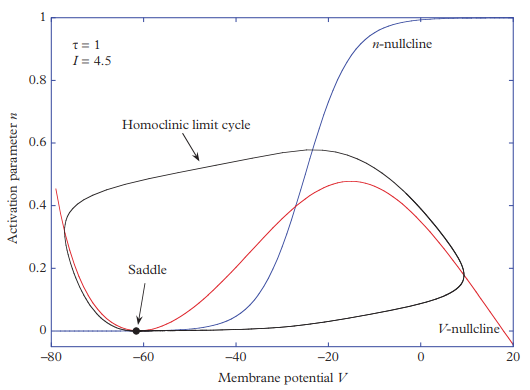 1
τ = 1
I = 4.5
n-nullcline
0.8
Homoclinic limit cycle
0.6
Activation parameter n
0.4
0.2
Saddle
0
V-nullcline
−80
−60
−40
−20
0
20
Membrane potential V